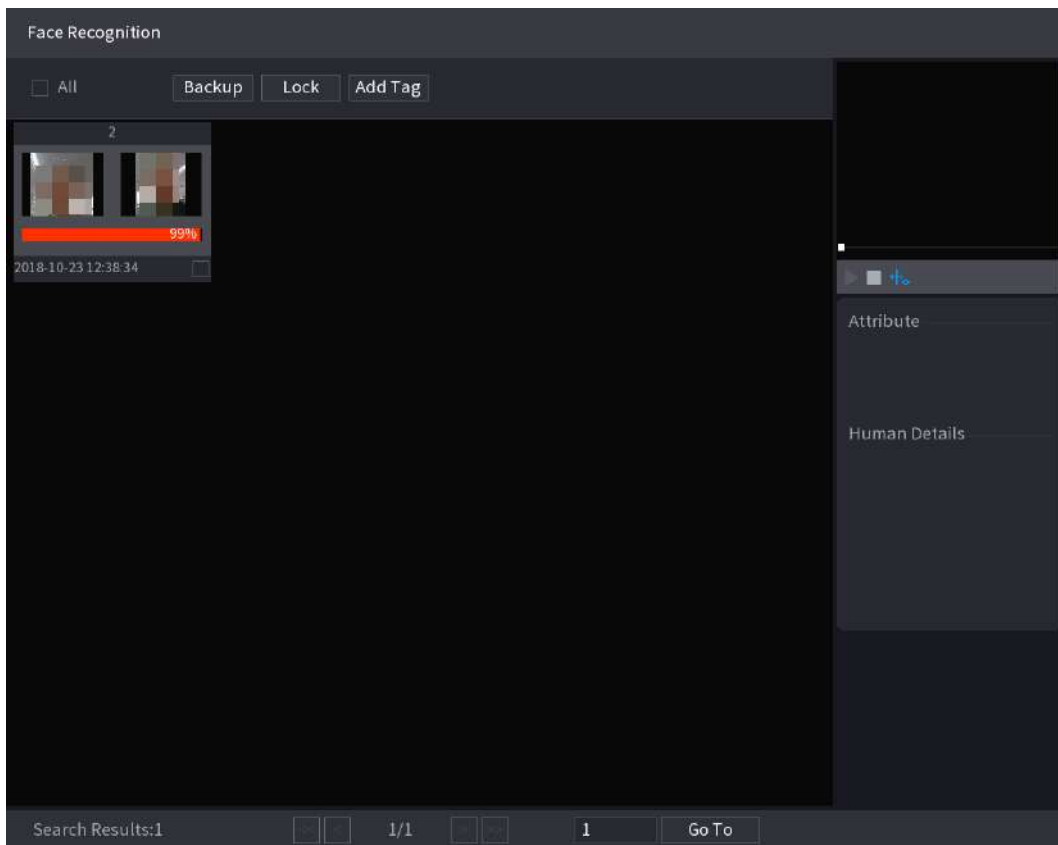 Face Recognition
All Backup Lock Add Tag
2
99%
2018-10-23 12:38:34
Attribute
Human Details
Search Results:1 1/1 1 Go To